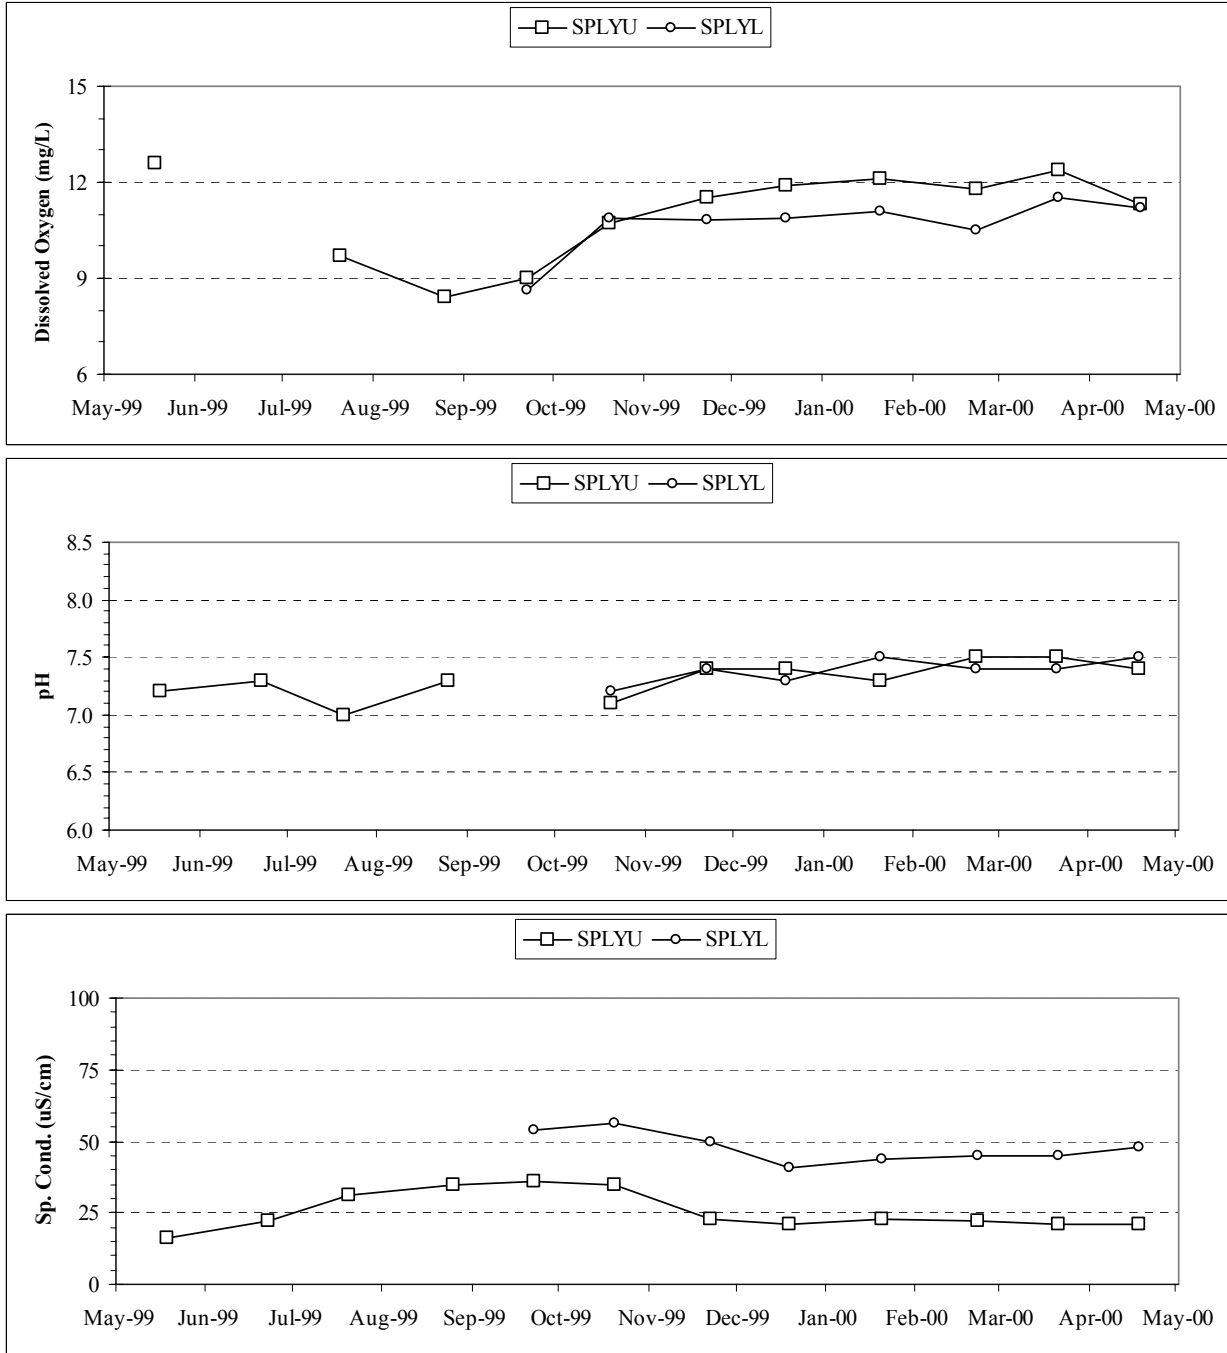 SPLYU SPLYL
Dissolved Oxygen (mg/L)
15
12
9
6
May-99 Jun-99 Jul-99 Aug-99 Sep-99 Oct-99 Nov-99 Dec-99 Jan-00 Feb-00 Mar-00 Apr-00 May-00
SPLYU SPLYL
pH
8.5
8.0
7.5
7.0
6.5
6.0
May-99 Jun-99 Jul-99 Aug-99 Sep-99 Oct-99 Nov-99 Dec-99 Jan-00 Feb-00 Mar-00 Apr-00 May-00
SPLYU SPLYL
Sp. Cond. (uS/cm)
100
75
50
25
0
May-99 Jun-99 Jul-99 Aug-99 Sep-99 Oct-99 Nov-99 Dec-99 Jan-00 Feb-00 Mar-00 Apr-00 May-00